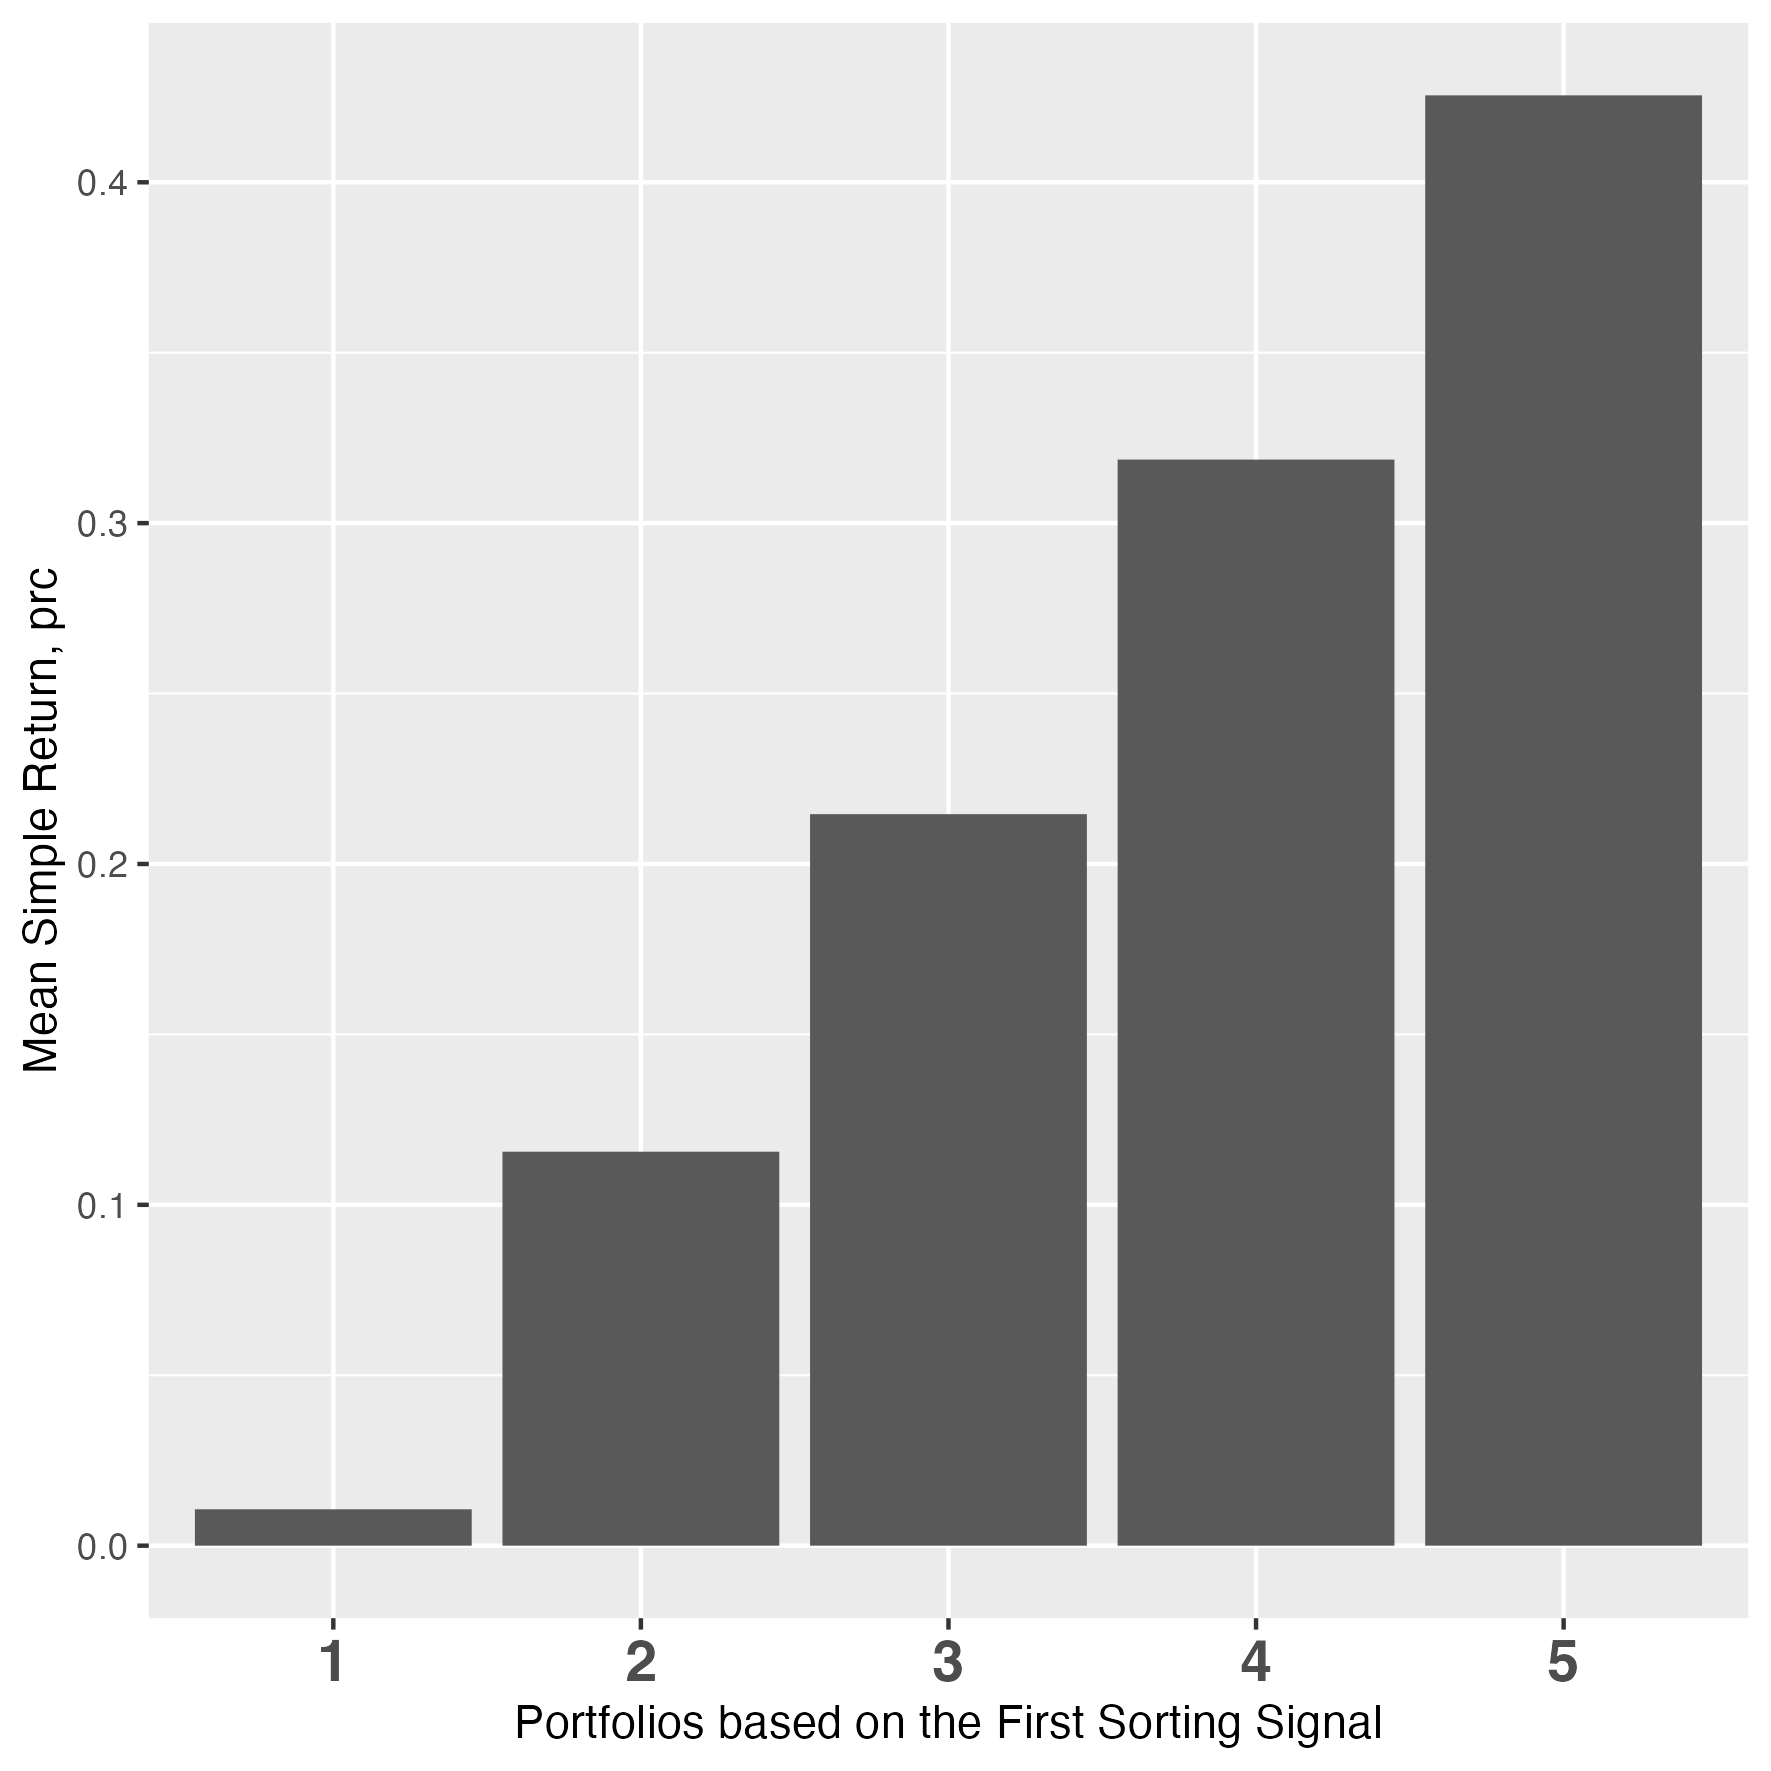 Mean Simple Return, prc
0.4
0.3
0.2
0.1
0.0
1 2 3 4 5
Portfolios based on the First Sorting Signal